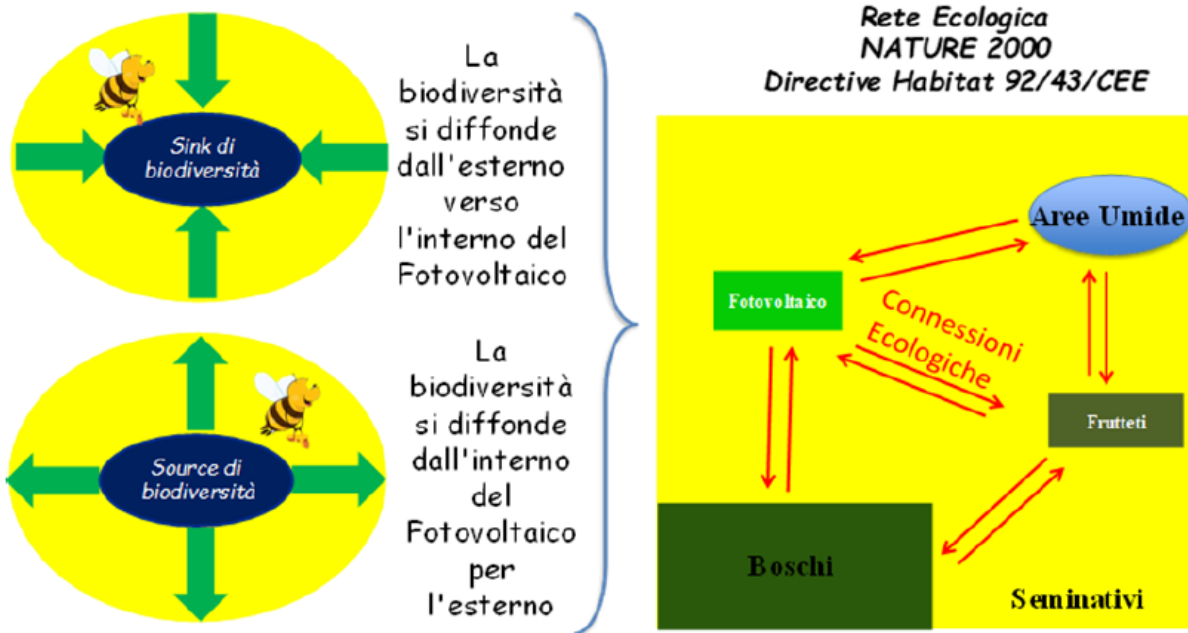 Sink di
biodiversità
La
biodiversità
si diffonde
dall'esterno
verso
l'interno del
Fotovoltaico
Source di
biodiversità
La
biodiversità
si diffonde
dall'interno
del
Fotovoltaico
per
l'esterno
Rete Ecologica
NATURE 2000
Directive Habitat 92/43/CEE
Aree Umide
Fotovoltaico
Connessioni
Ecologiche
Frutteti
Boschi
Seminativi